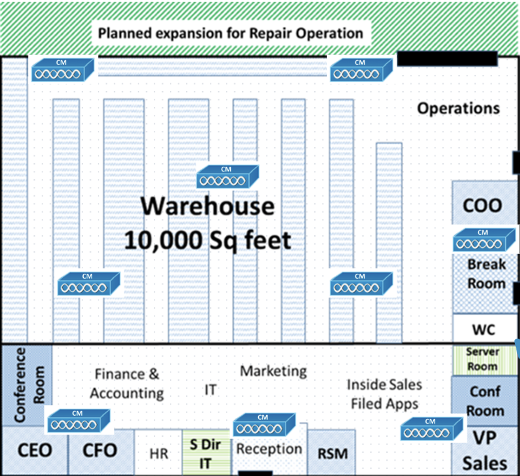 Planned expansion for Repair Operation
CM
CM
Operations
CM
Warehouse
10,000 Sq feet
COO
CM
Break
Room
CM
CM
WC
Server
Room
Conference
Room
Finance &
Accounting
IT
Marketing
Inside Sales
Filed Apps
Conf
Room
CM
CM
CM
CEO
CFO
HR
S Dir
IT
Reception
RSM
VP
Sales